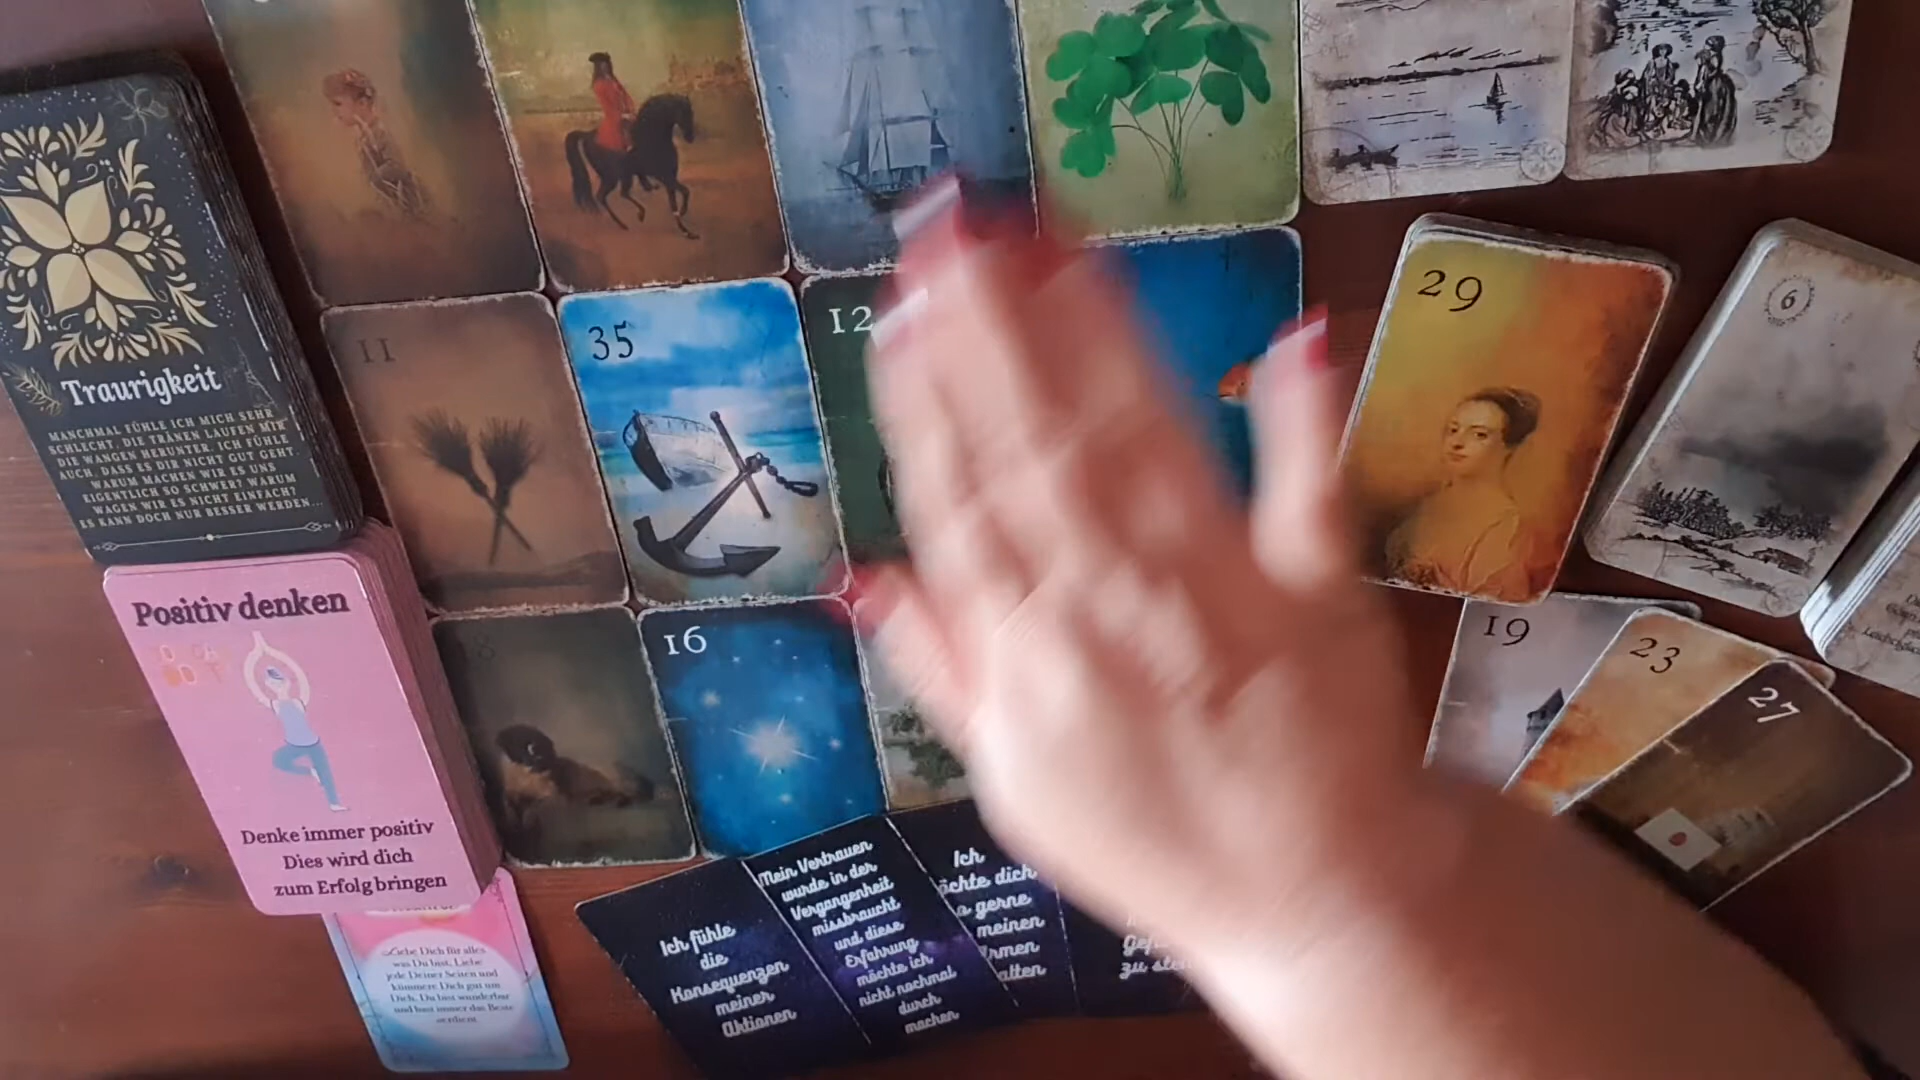 Traurigkeit
MANCHMAL FÜHLE ICH MICH SEHR
SCHLECHT. DIE TRÄNEN LAUFEN MIR
DIE WANGEN HERUNTER. ICH FÜHLE
AUCH, DASS ES DIR NICHT GUT GEHT.
WARUM MACHEN WIR ES UNS
EIGENTLICH SO SCHWER? WARUM
WAGEN WIR ES NICHT EINFACH?
ES KANN DOCH NUR BESSER WERDEN...
Positiv denken
Denke immer positiv
Dies wird dich
zum Erfolg bringen
Liebe Dich für alles,
was Du bist. Liebe
jede Deiner Seiten und
kümmere Dich gut um
Dich. Du bist wunderbar
und hast immer das Beste
verdient
11
35
12
29
6
16
19
23
27
Ich fühle
die
Konsequenzen
meiner
Aktionen
Mein Vertrauen
wurde in der
Vergangenheit
missbraucht
und diese
Erfahrung
möchte ich
nicht nochmal
durch
machen
Ich
dich
gerne
meinen
zu